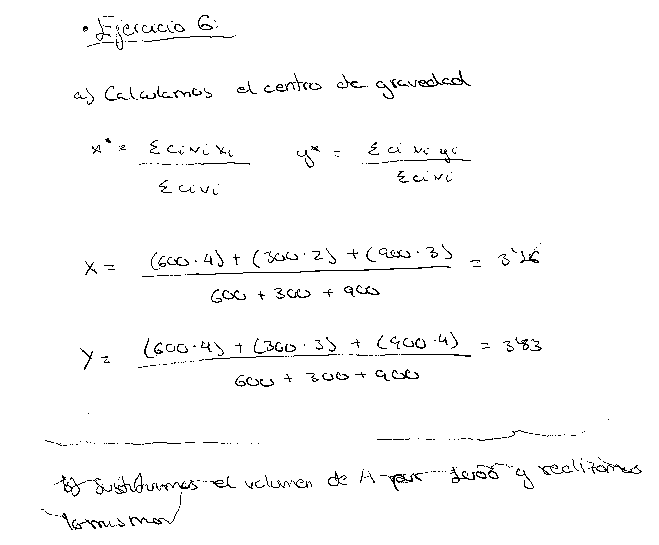 • Ejercicio 6:
a) Calculamos el centro de gravedad
x* = Σ ci vi xi / Σ ci vi y* = Σ ci vi yi / Σ ci vi
X = (600·4) + (300·2) + (900·3) / 600 + 300 + 900 = 3'16
Y = (600·4) + (300·3) + (900·4) / 600 + 300 + 900 = 3'83
b) Sustituimos el volumen de A por y realizamos
lo mismo